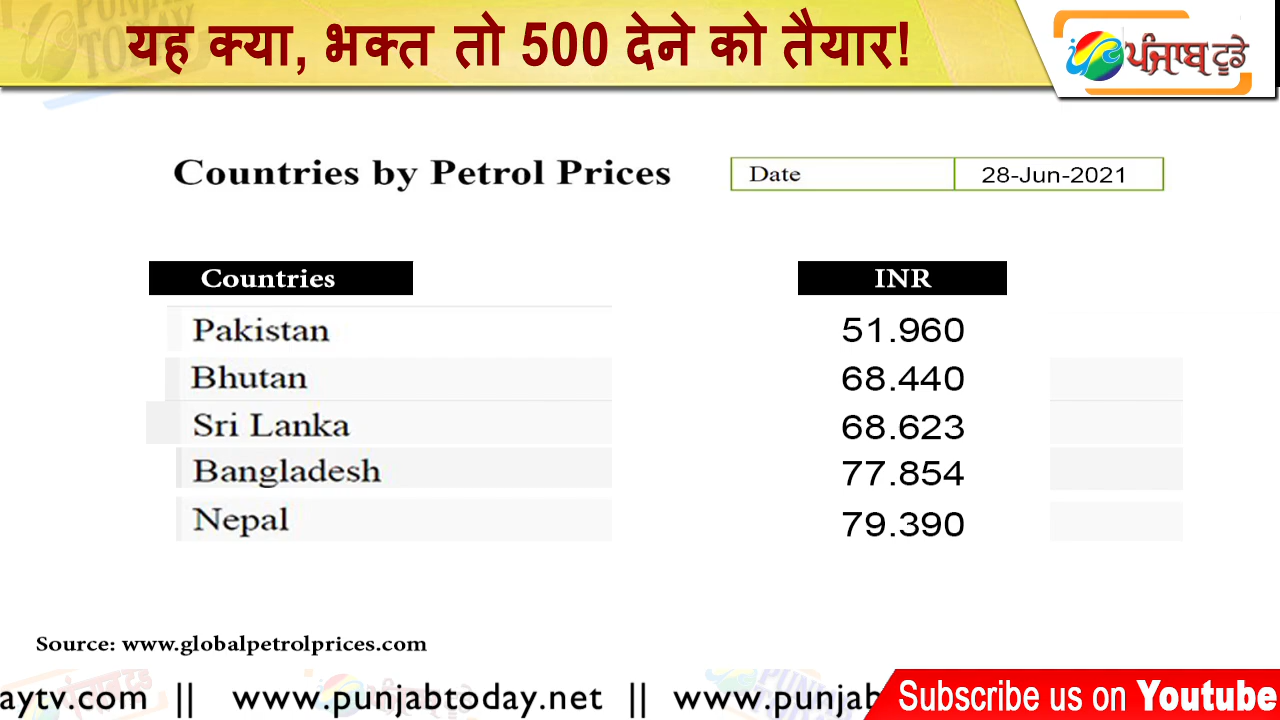 यह क्या, भक्त तो 500 देने को तैयार!
ਪੰਜਾਬ ਟੂਡੇ
Countries by Petrol Prices
Date 28-Jun-2021
Countries INR
Pakistan 51.960
Bhutan 68.440
Sri Lanka 68.623
Bangladesh 77.854
Nepal 79.390
Source: www.globalpetrolprices.com
aytv.com || www.punjabtoday.net || www.punjab
Subscribe us on Youtube